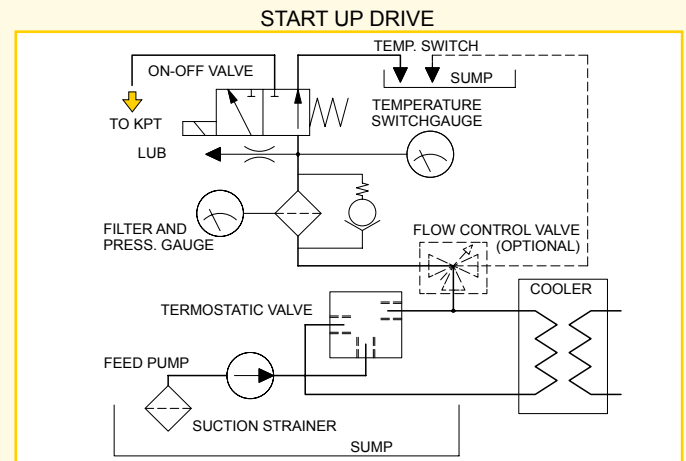 START UP DRIVE
TEMP. SWITCH
ON-OFF VALVE
SUMP
TO KPT
TEMPERATURE
SWITCHGAUGE
LUB
FILTER AND
PRESS. GAUGE
FLOW CONTROL VALVE
(OPTIONAL)
COOLER
TERMOSTATIC VALVE
FEED PUMP
SUCTION STRAINER
SUMP